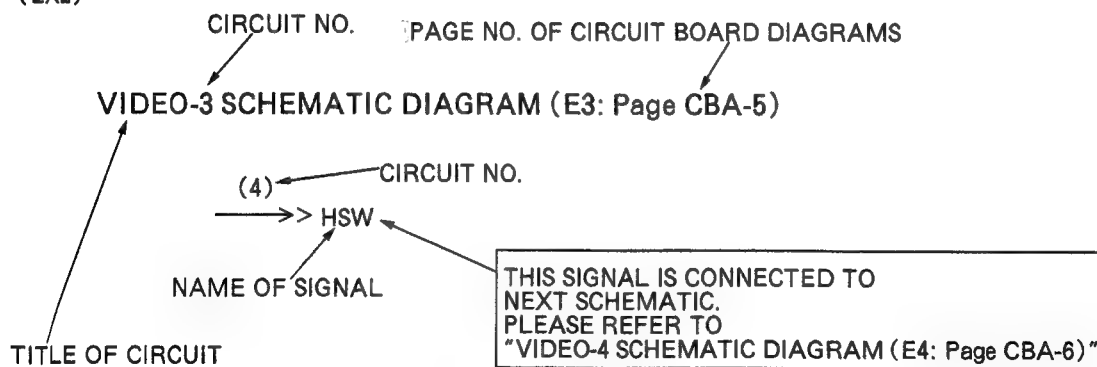 CIRCUIT NO. PAGE NO. OF CIRCUIT BOARD DIAGRAMS
VIDEO-3 SCHEMATIC DIAGRAM (E3: Page CBA-5)
(4) CIRCUIT NO.
HSW
NAME OF SIGNAL
THIS SIGNAL IS CONNECTED TO
NEXT SCHEMATIC.
PLEASE REFER TO
"VIDEO-4 SCHEMATIC DIAGRAM (E4: Page CBA-6)"
TITLE OF CIRCUIT